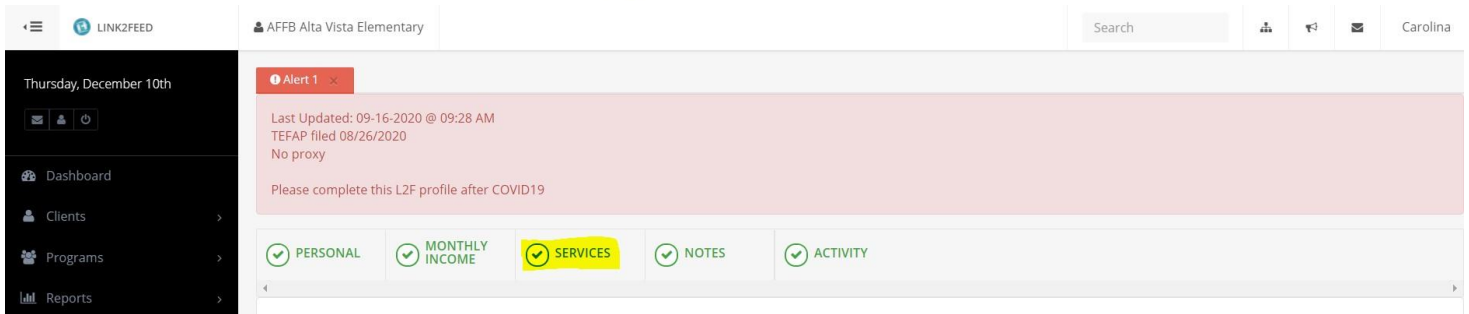 LINK2FEED
AFFB Alta Vista Elementary
Search
Carolina
Thursday, December 10th
Alert 1 ×
Last Updated: 09-16-2020 @ 09:28 AM
TEFAP filed 08/26/2020
No proxy
Please complete this L2F profile after COVID19
Dashboard
Clients
Programs
Reports
PERSONAL
MONTHLY
INCOME
SERVICES
NOTES
ACTIVITY